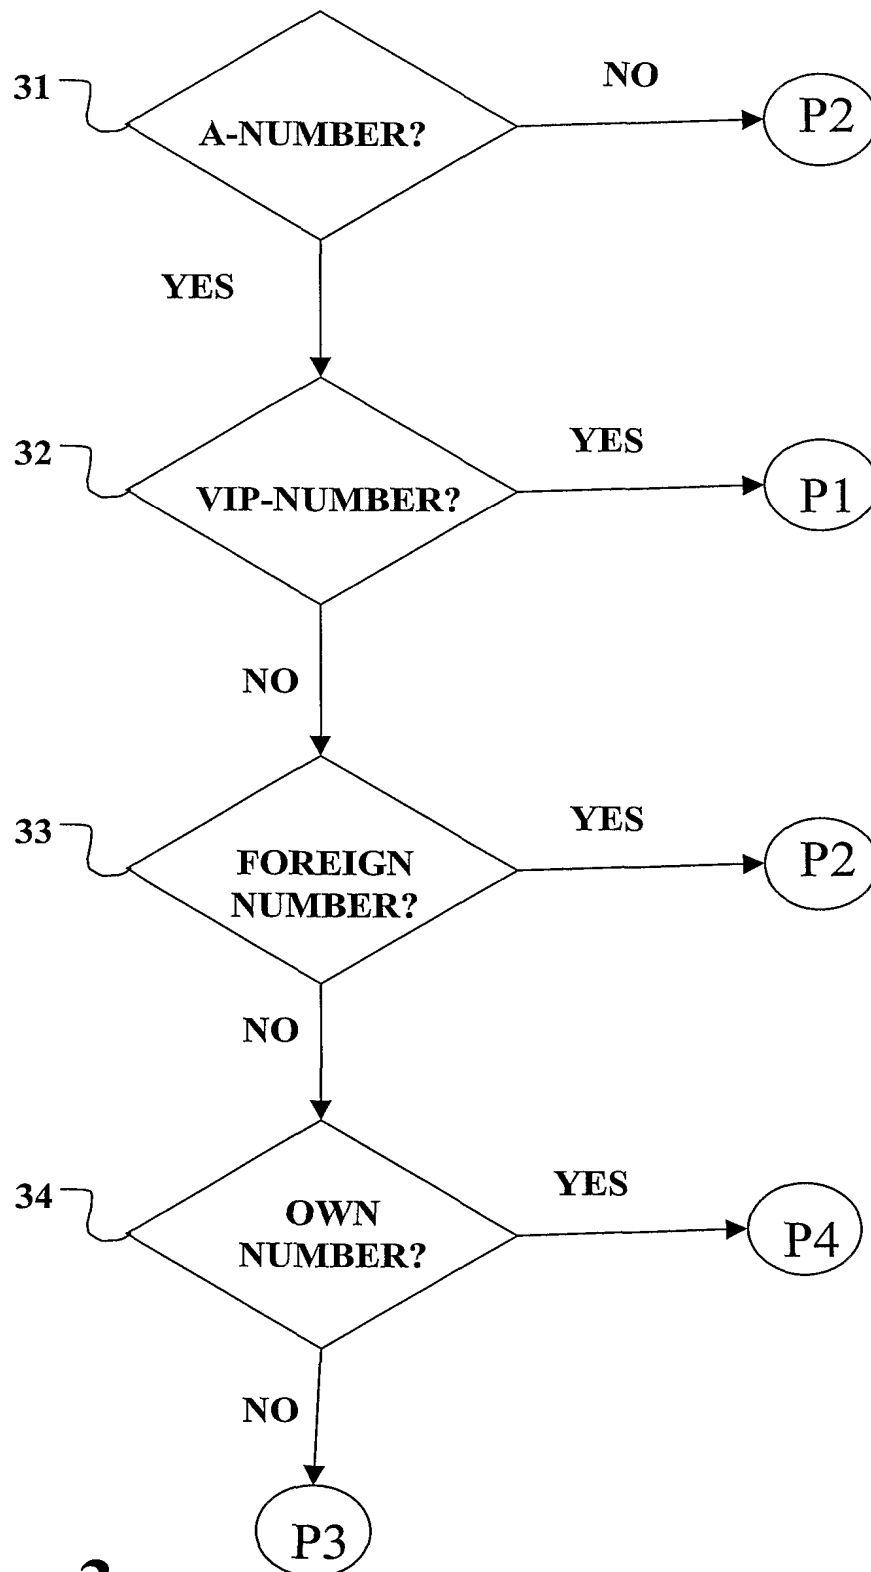 31
A-NUMBER?
NO
P2
YES
32
VIP-NUMBER?
YES
P1
NO
33
FOREIGN
NUMBER?
YES
P2
NO
34
OWN
NUMBER?
YES
P4
NO
P3